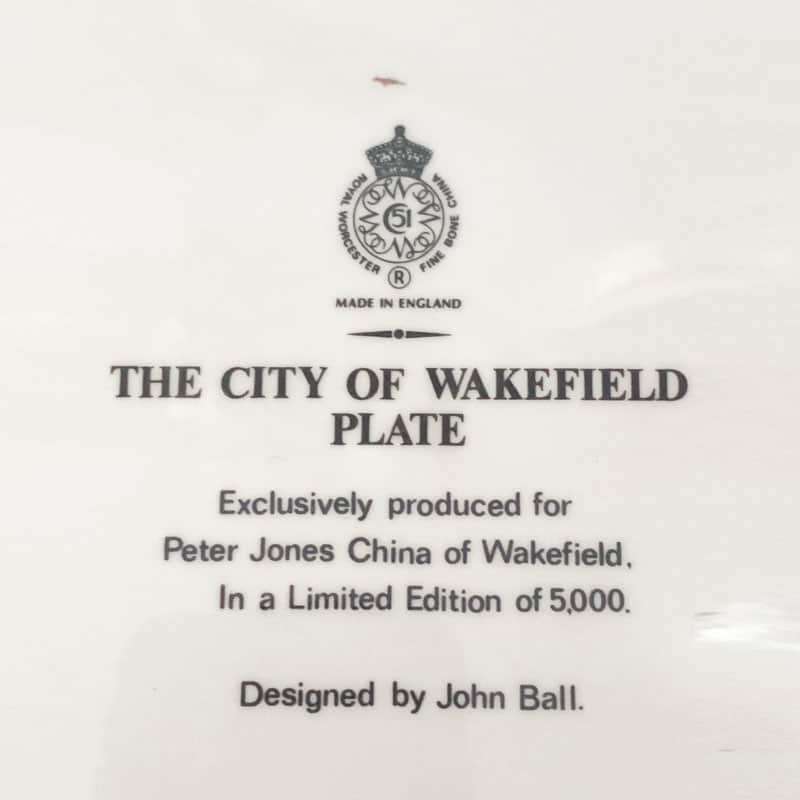 ROYAL WORCESTER FINE BONE CHINA
51
®
MADE IN ENGLAND
THE CITY OF WAKEFIELD
PLATE
Exclusively produced for
Peter Jones China of Wakefield.
In a Limited Edition of 5,000.
Designed by John Ball.